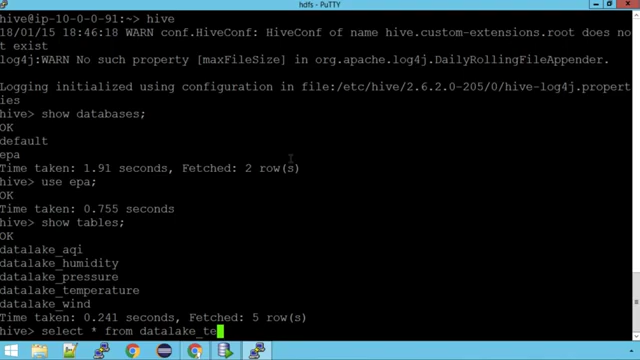 hdfs - PuTTY
hive@ip-10-0-0-91:~> hive
18/01/15 18:46:18 WARN conf.HiveConf: HiveConf of name hive.custom-extensions.root does no
t exist
log4j:WARN No such property [maxFileSize] in org.apache.log4j.DailyRollingFileAppender.
Logging initialized using configuration in file:/etc/hive/2.6.2.0-205/0/hive-log4j.propert
ies
hive> show databases;
OK
default
epa
Time taken: 1.91 seconds, Fetched: 2 row(s)
hive> use epa;
OK
Time taken: 0.755 seconds
hive> show tables;
OK
datalake_aqi
datalake_humidity
datalake_pressure
datalake_temperature
datalake_wind
Time taken: 0.241 seconds, Fetched: 5 row(s)
hive> select * from datalake_te